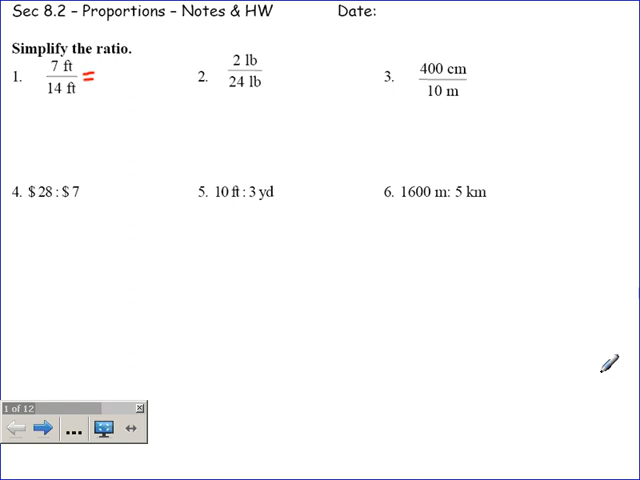 Sec 8.2 – Proportions – Notes & HW Date:
Simplify the ratio.
1. 7 ft / 14 ft =
2. 2 lb / 24 lb
3. 400 cm / 10 m
4. $ 28 : $ 7
5. 10 ft : 3 yd
6. 1600 m: 5 km
1 of 12
...